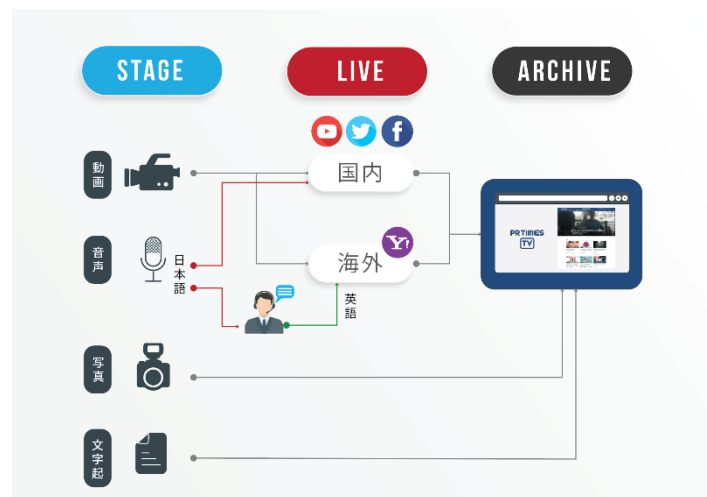 STAGE
LIVE
ARCHIVE
動画
国内
音声
日本語
海外
Y!
英語
PRTIMES
TV
写真
文字起